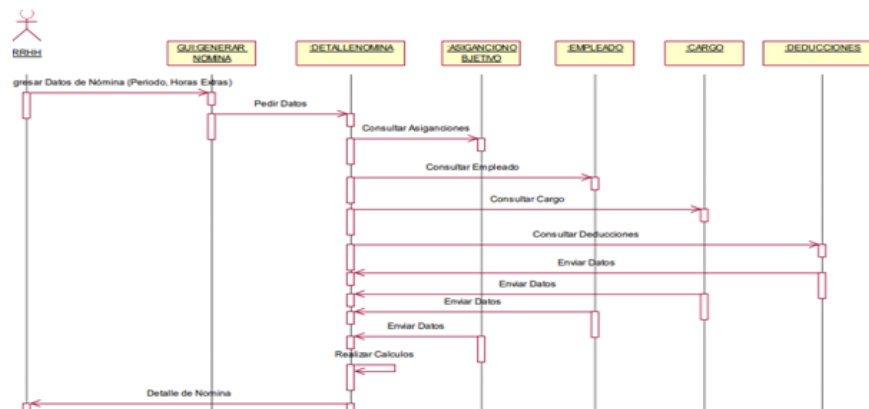 RRHH
GUI:GENERAR
NOMINA
:DETALLENOMINA
:ASIGANCIONO
BJETIVO
:EMPLEADO
:CARGO
:DEDUCCIONES
gresar Datos de Nómina (Periodo, Horas Extras)
Pedir Datos
Consultar Asiganciones
Consultar Empleado
Consultar Cargo
Consultar Deducciones
Enviar Datos
Enviar Datos
Enviar Datos
Enviar Datos
Realizar Calculos
Detalle de Nomina